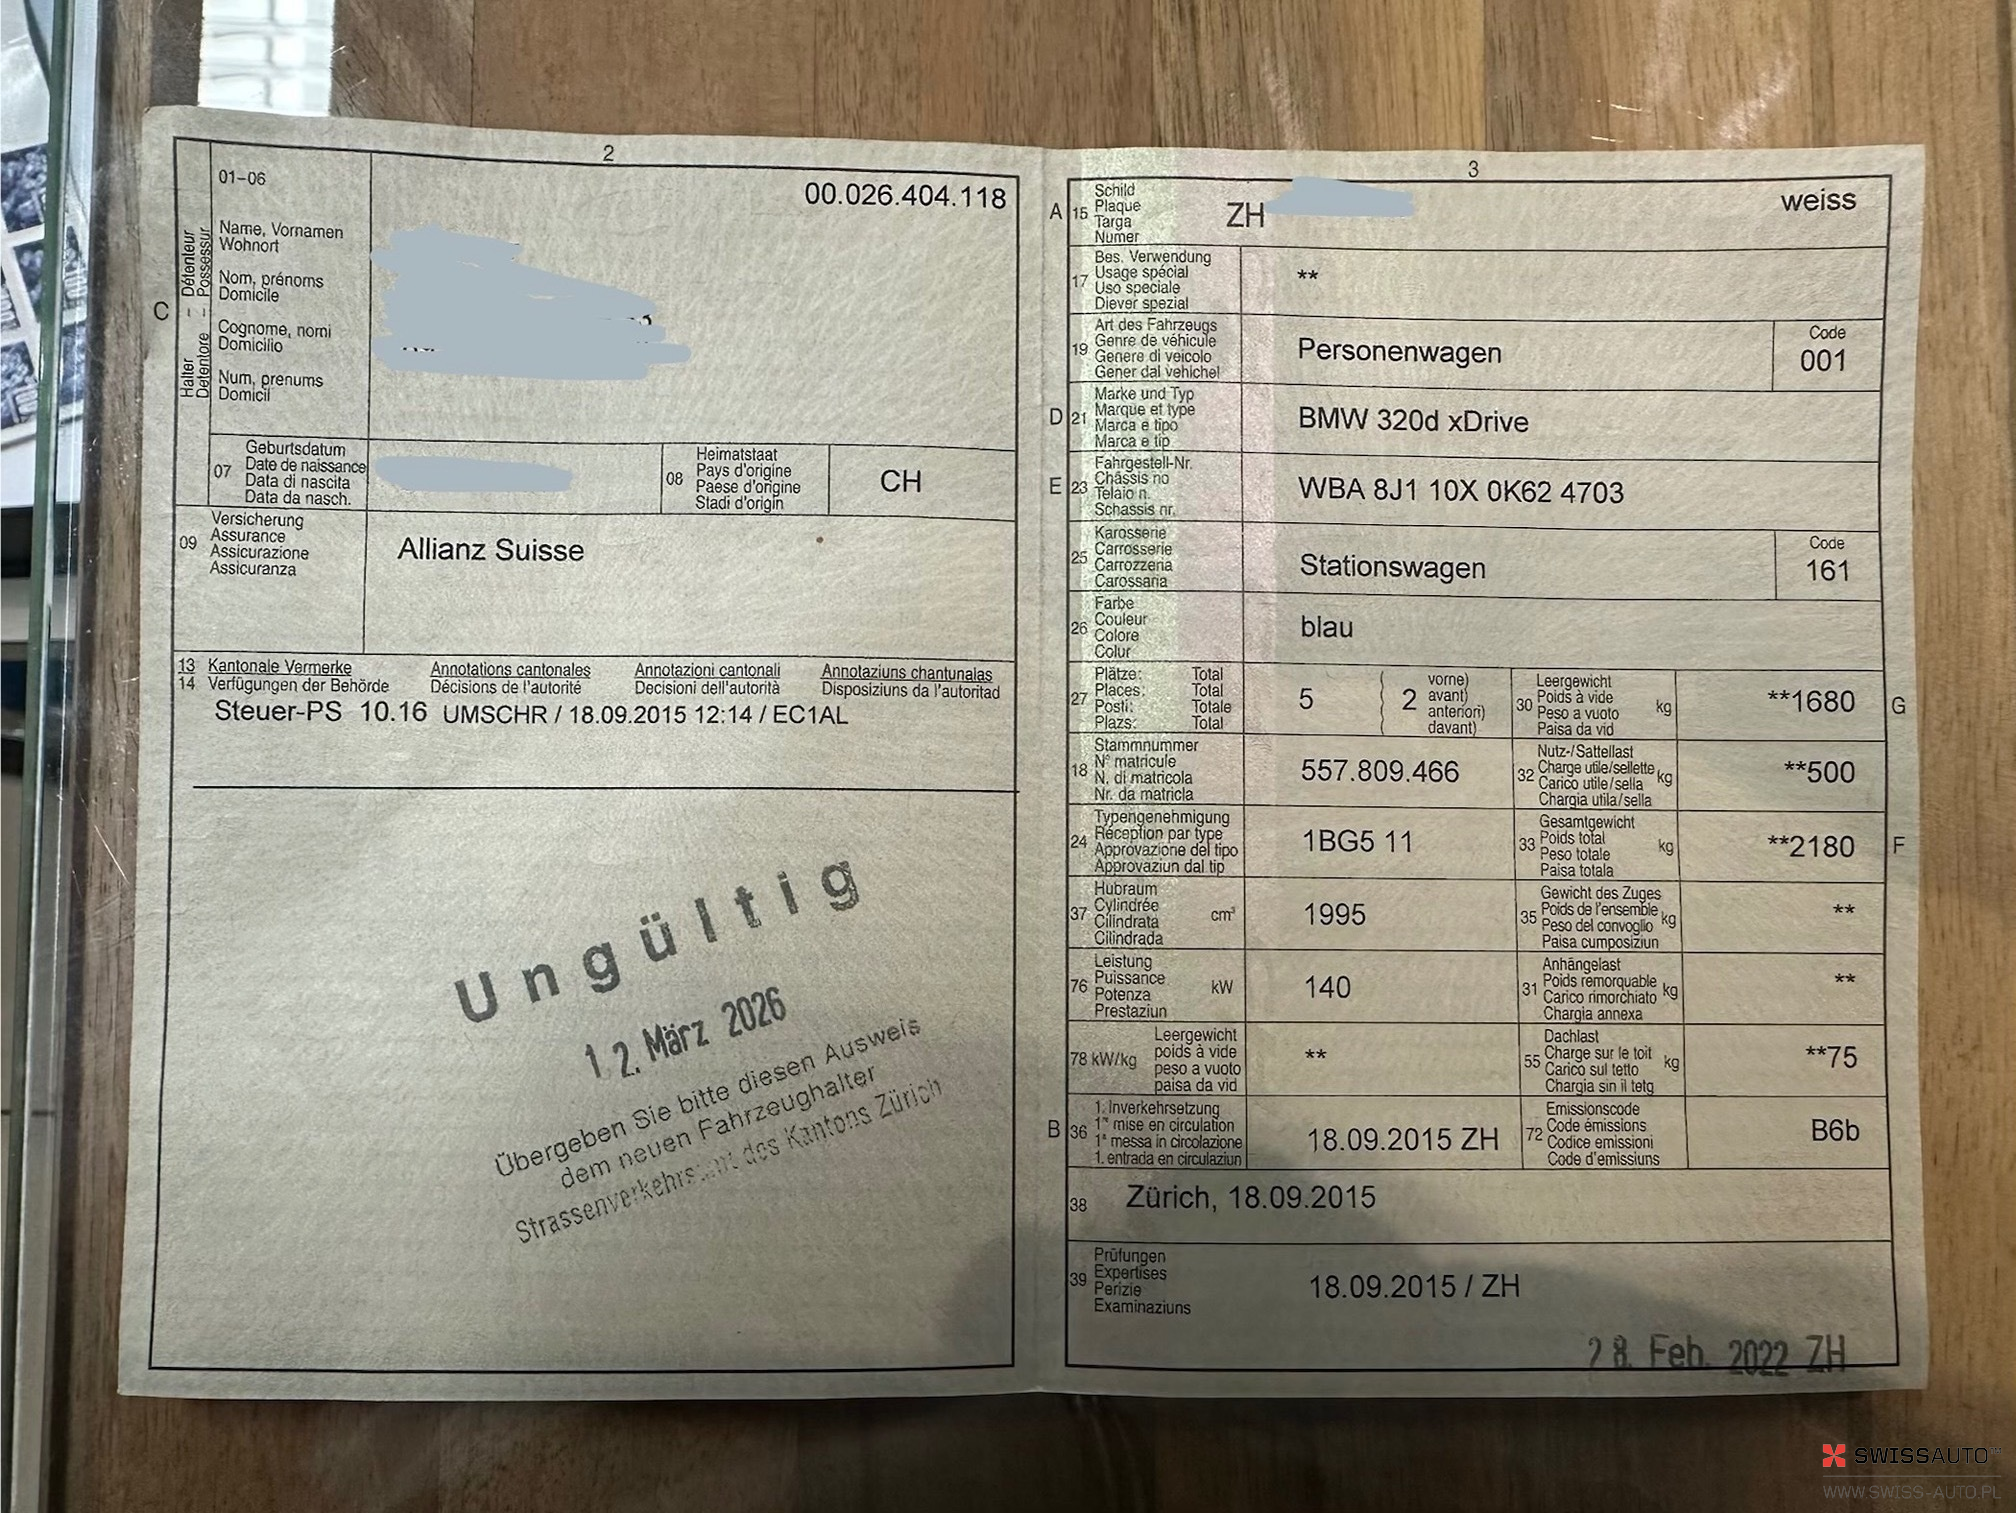 2
01-06
00.026.404.118
Name, Vornamen
Wohnort
Nom, prénoms
Domicile
Cognome, nomi
Domicilio
Num, prenums
Domicil
C
Halter – Détenteur
Detentore – Possessur
07
Geburtsdatum
Date de naissance
Data di nascita
Data da nasch.
08
Heimatstaat
Pays d'origine
Paese d'origine
Stadi d'origin
CH
09
Versicherung
Assurance
Assicurazione
Assicuranza
Allianz Suisse
13 Kantonale Vermerke Annotations cantonales Annotazioni cantonali Annotaziuns chantunalas
14 Verfügungen der Behörde Décisions de l'autorité Decisioni dell'autorità Disposiziuns da l'autoritad
Steuer-PS 10.16 UMSCHR / 18.09.2015 12:14 / EC1AL
Ungültig
12. März 2026
Übergeben Sie bitte diesen Ausweis
dem neuen Fahrzeughalter
Strassenverkehrsamt des Kantons Zürich
3
A 15
Schild
Plaque
Targa
Numer
ZH
weiss
17
Bes. Verwendung
Usage spécial
Uso speciale
Diever spezial
**
19
Art des Fahrzeugs
Genre de véhicule
Genere di veicolo
Gener dal vehichel
Personenwagen
Code
001
D 21
Marke und Typ
Marque et type
Marca e tipo
Marca e tip
BMW 320d xDrive
E 23
Fahrgestell-Nr.
Châssis no
Telaio n.
Schassis nr.
WBA 8J1 10X 0K62 4703
25
Karosserie
Carrosserie
Carrozzeria
Carossaria
Stationswagen
Code
161
26
Farbe
Couleur
Colore
Colur
blau
27
Plätze: Total
Places: Total
Posti: Totale
Plazs: Total
5 ( 2
vorne)
avant)
anteriori)
davant)
30
Leergewicht
Poids à vide
Peso a vuoto
Paisa da vid
kg
**1680
G
18
Stammnummer
N° matricule
N. di matricola
Nr. da matricla
557.809.466
32
Nutz-/Sattellast
Charge utile/sellette
Carico utile/sella
Chargia utila/sella
kg
**500
24
Typengenehmigung
Réception par type
Approvazione del tipo
Approvaziun dal tip
1BG5 11
33
Gesamtgewicht
Poids total
Peso totale
Paisa totala
kg
**2180
F
37
Hubraum
Cylindrée
Cilindrata
Cilindrada
cm³
1995
35
Gewicht des Zuges
Poids de l'ensemble
Peso del convoglio
Paisa cumposiziun
kg
**
76
Leistung
Puissance
Potenza
Prestaziun
kW
140
31
Anhängelast
Poids remorquable
Carico rimorchiato
Chargia annexa
kg
**
78 kW/kg
Leergewicht
poids à vide
peso a vuoto
paisa da vid
**
55
Dachlast
Charge sur le toit
Carico sul tetto
Chargia sin il tetg
kg
**75
B 36
1. Inverkehrsetzung
1re mise en circulation
1a messa in circolazione
1. entrada en circulaziun
18.09.2015 ZH
72
Emissionscode
Code émissions
Codice emissioni
Code d'emissiuns
B6b
38
Zürich, 18.09.2015
39
Prüfungen
Expertises
Perizie
Examinaziuns
18.09.2015 / ZH
28. Feb. 2022 ZH
SWISSAUTO
WWW.SWISS-AUTO.PL